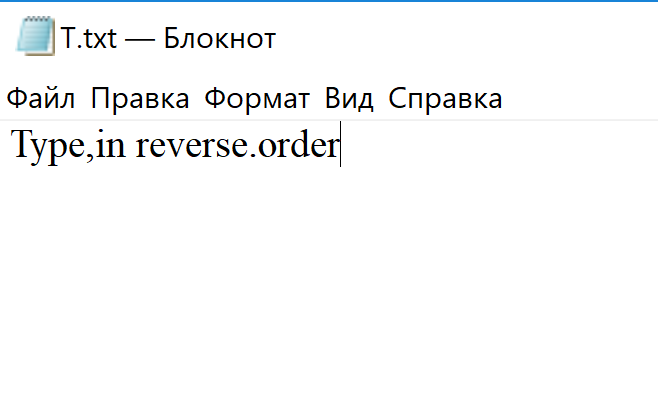 T.txt — Блокнот
Файл Правка Формат Вид Справка
Type,in reverse.order